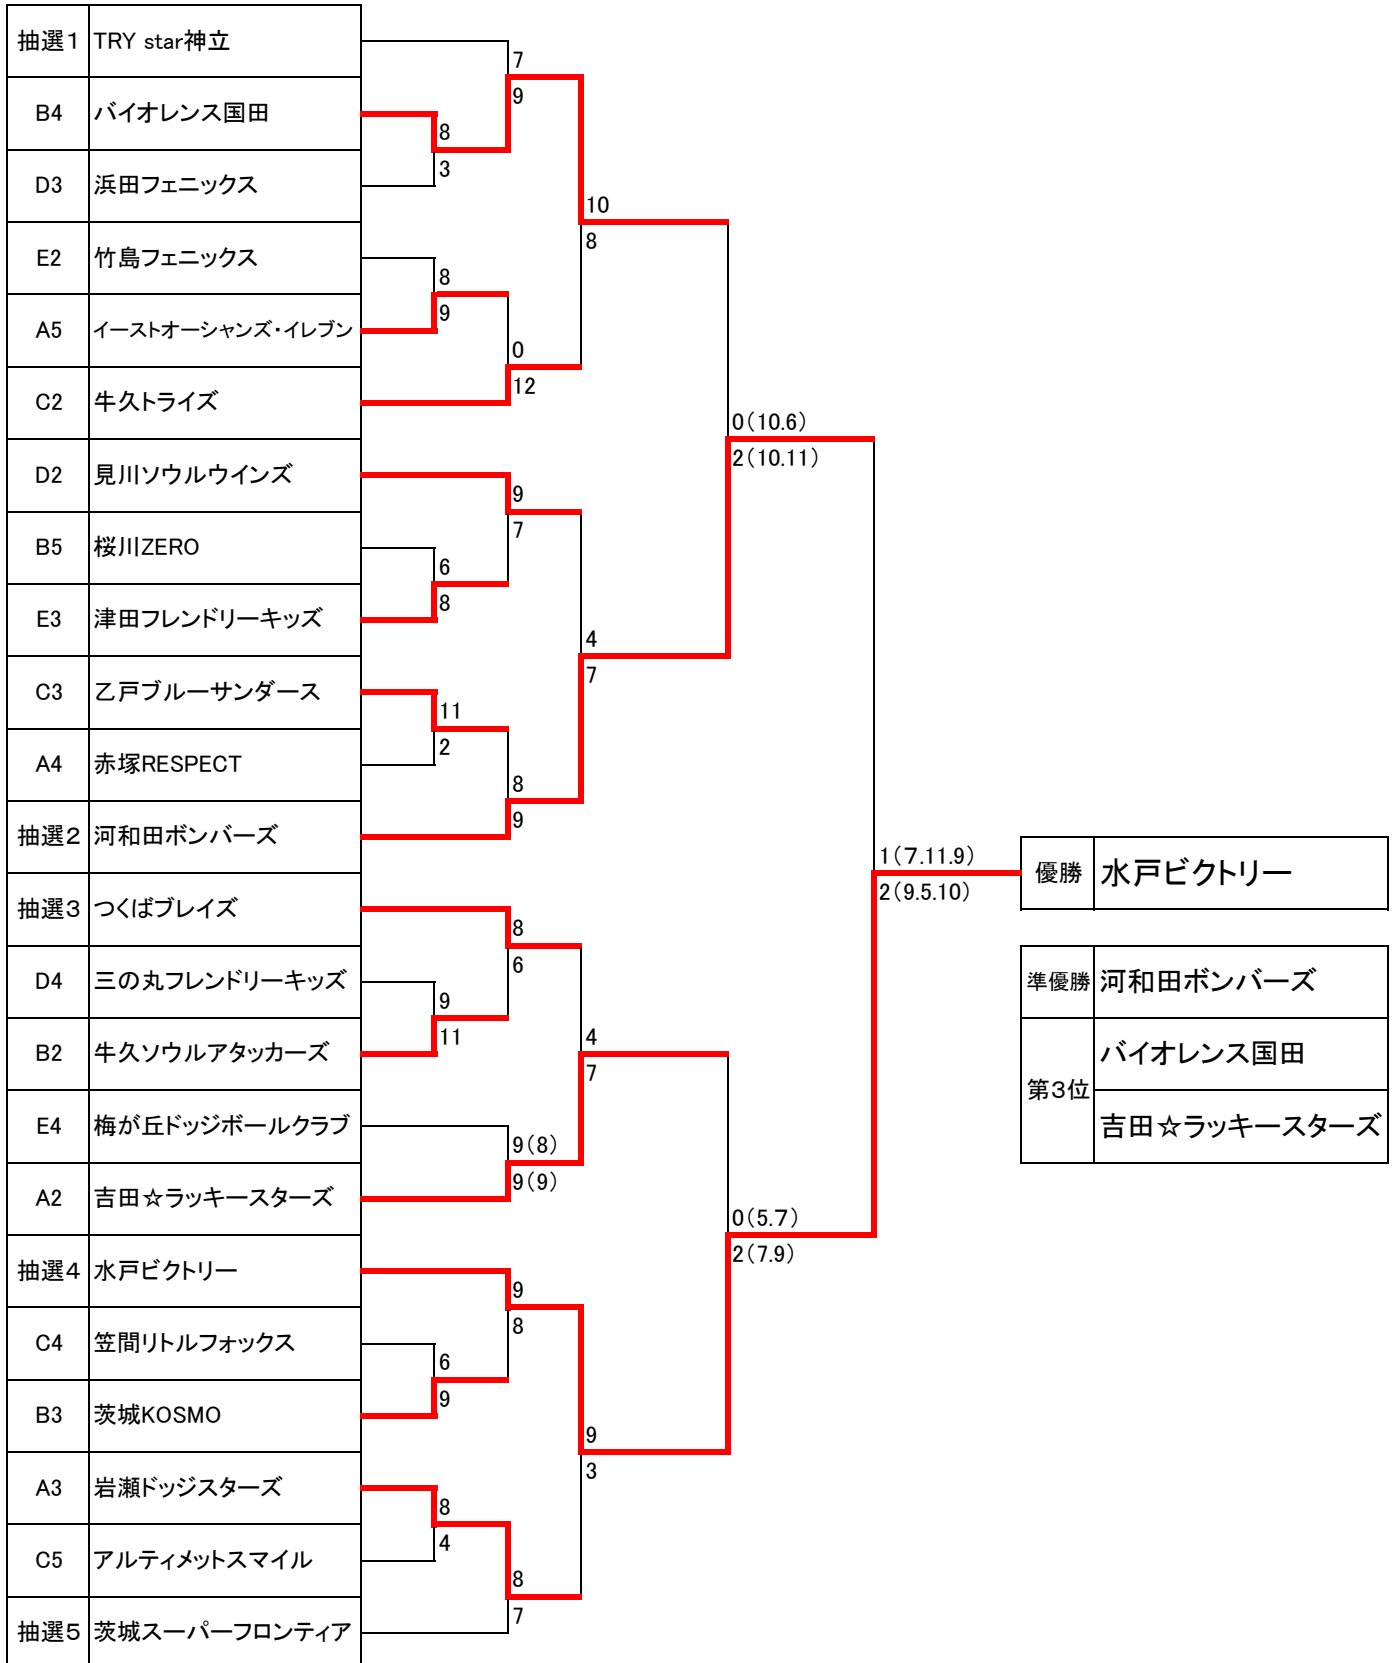 抽選1 TRY star神立
B4 バイオレンス国田
D3 浜田フェニックス
E2 竹島フェニックス
A5 イーストオーシャンズ・イレブン
C2 牛久トライズ
D2 見川ソウルウインズ
B5 桜川ZERO
E3 津田フレンドリーキッズ
C3 乙戸ブルーサンダース
A4 赤塚RESPECT
抽選2 河和田ボンバーズ
抽選3 つくばブレイズ
D4 三の丸フレンドリーキッズ
B2 牛久ソウルアタッカーズ
E4 梅が丘ドッジボールクラブ
A2 吉田☆ラッキースターズ
抽選4 水戸ビクトリー
C4 笠間リトルフォックス
B3 茨城KOSMO
A3 岩瀬ドッジスターズ
C5 アルティメットスマイル
抽選5 茨城スーパーフロンティア
8
3
8
9
6
8
11
2
9
11
6
9
8
4
7
9
0
12
9
7
8
9
8
6
9(8)
9(9)
9
8
8
7
10
8
4
7
4
7
9
3
0(10.6)
2(10.11)
0(5.7)
2(7.9)
1(7.11.9)
2(9.5.10)
優勝 水戸ビクトリー
準優勝 河和田ボンバーズ
第3位 バイオレンス国田
吉田☆ラッキースターズ